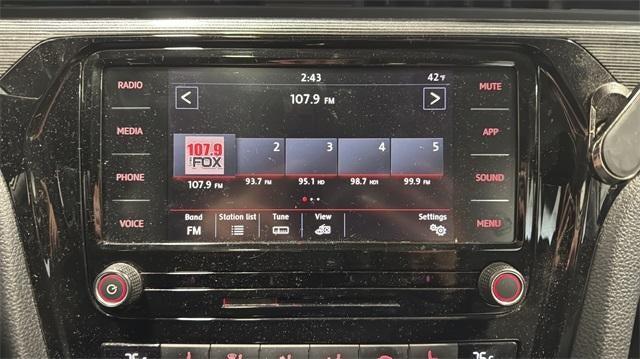 2:43 42°F
RADIO MUTE
107.9 FM
MEDIA APP
107.9
FOX
2 3 4 5
PHONE SOUND
107.9 FM 93.7 FM 95.1 HD 98.7 HD1 99.9 FM
VOICE MENU
Band Station list Tune View Settings
FM